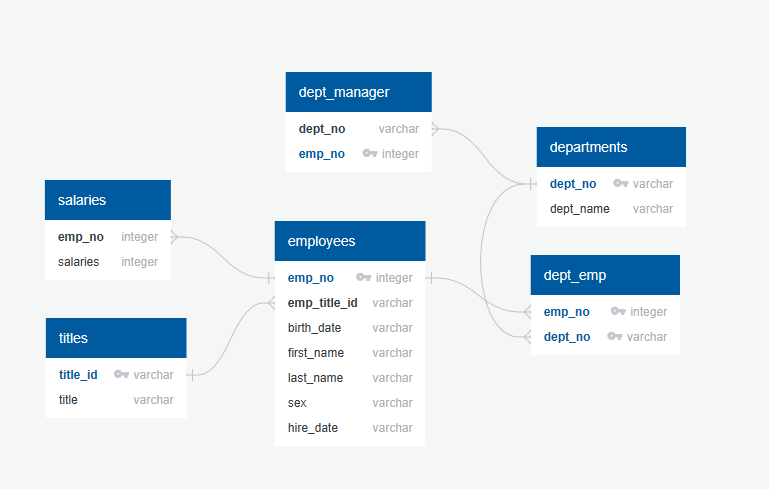 dept_manager
dept_no varchar
emp_no integer
departments
dept_no varchar
dept_name varchar
salaries
emp_no integer
salaries integer
employees
emp_no integer
emp_title_id varchar
birth_date varchar
first_name varchar
last_name varchar
sex varchar
hire_date varchar
dept_emp
emp_no integer
dept_no varchar
titles
title_id varchar
title varchar